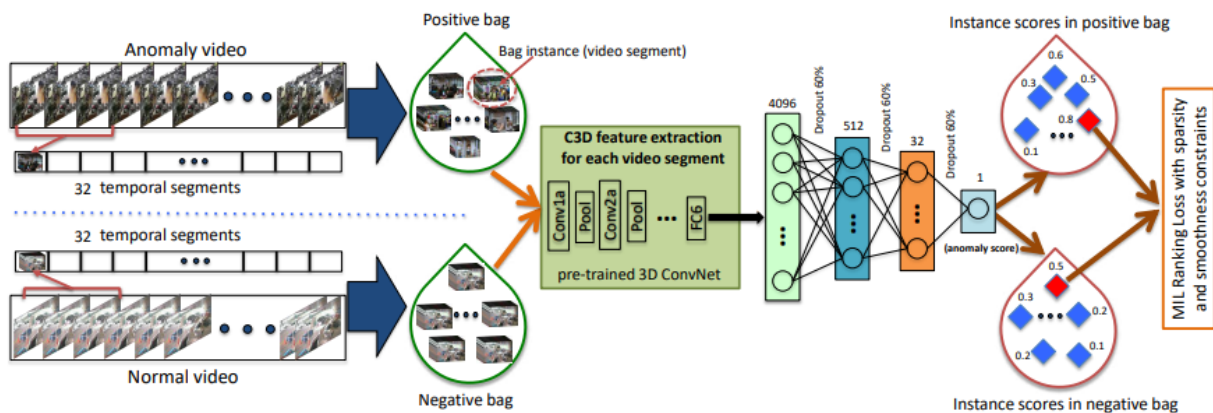 Anomaly video
32 temporal segments
32 temporal segments
Normal video
Positive bag
Bag instance (video segment)
Negative bag
C3D feature extraction
for each video segment
Conv1a
Pool
Conv2a
Pool
...
FC6
pre-trained 3D ConvNet
4096
Dropout 60%
512
Dropout 60%
32
Dropout 60%
1
(anomaly score)
Instance scores in positive bag
0.6
0.3
0.5
0.8
0.1
0.5
0.3
0.2
0.2
0.1
Instance scores in negative bag
MIL Ranking Loss with sparsity
and smoothness constraints